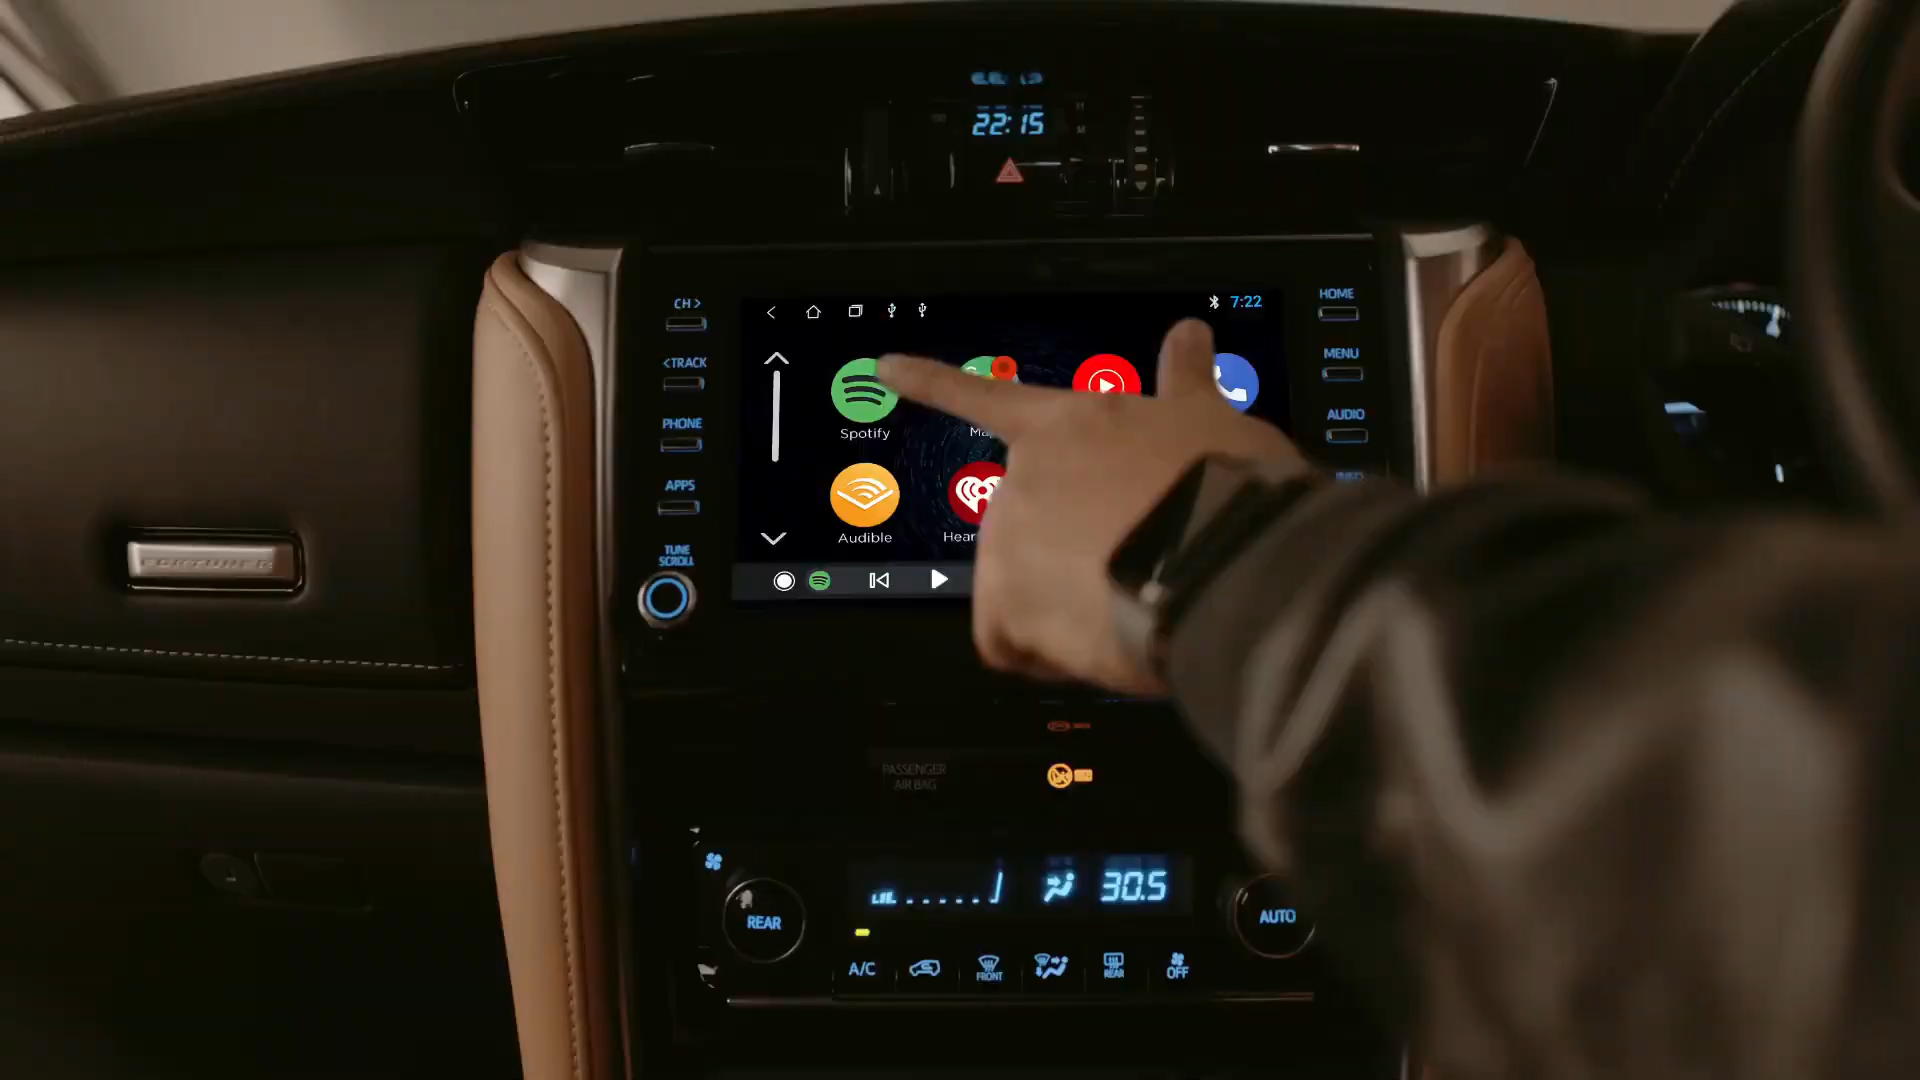 22:15
CH >
<TRACK
PHONE
APPS
TUNE
SCROLL
7:22
Spotify
Audible
HOME
MENU
AUDIO
FORTUNER
PASSENGER
AIR BAG
REAR
30.5
AUTO
A/C
FRONT
REAR
OFF